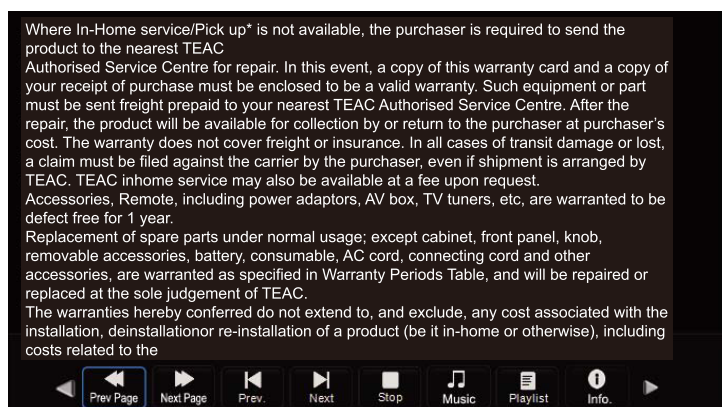 Where In-Home service/Pick up* is not available, the purchaser is required to send the
product to the nearest TEAC
Authorised Service Centre for repair. In this event, a copy of this warranty card and a copy of
your receipt of purchase must be enclosed to be a valid warranty. Such equipment or part
must be sent freight prepaid to your nearest TEAC Authorised Service Centre. After the
repair, the product will be available for collection by or return to the purchaser at purchaser’s
cost. The warranty does not cover freight or insurance. In all cases of transit damage or lost,
a claim must be filed against the carrier by the purchaser, even if shipment is arranged by
TEAC. TEAC inhome service may also be available at a fee upon request.
Accessories, Remote, including power adaptors, AV box, TV tuners, etc, are warranted to be
defect free for 1 year.
Replacement of spare parts under normal usage; except cabinet, front panel, knob,
removable accessories, battery, consumable, AC cord, connecting cord and other
accessories, are warranted as specified in Warranty Periods Table, and will be repaired or
replaced at the sole judgement of TEAC.
The warranties hereby conferred do not extend to, and exclude, any cost associated with the
installation, deinstallationor re-installation of a product (be it in-home or otherwise), including
costs related to the
Prev Page Next Page Prev. Next Stop Music Playlist Info.